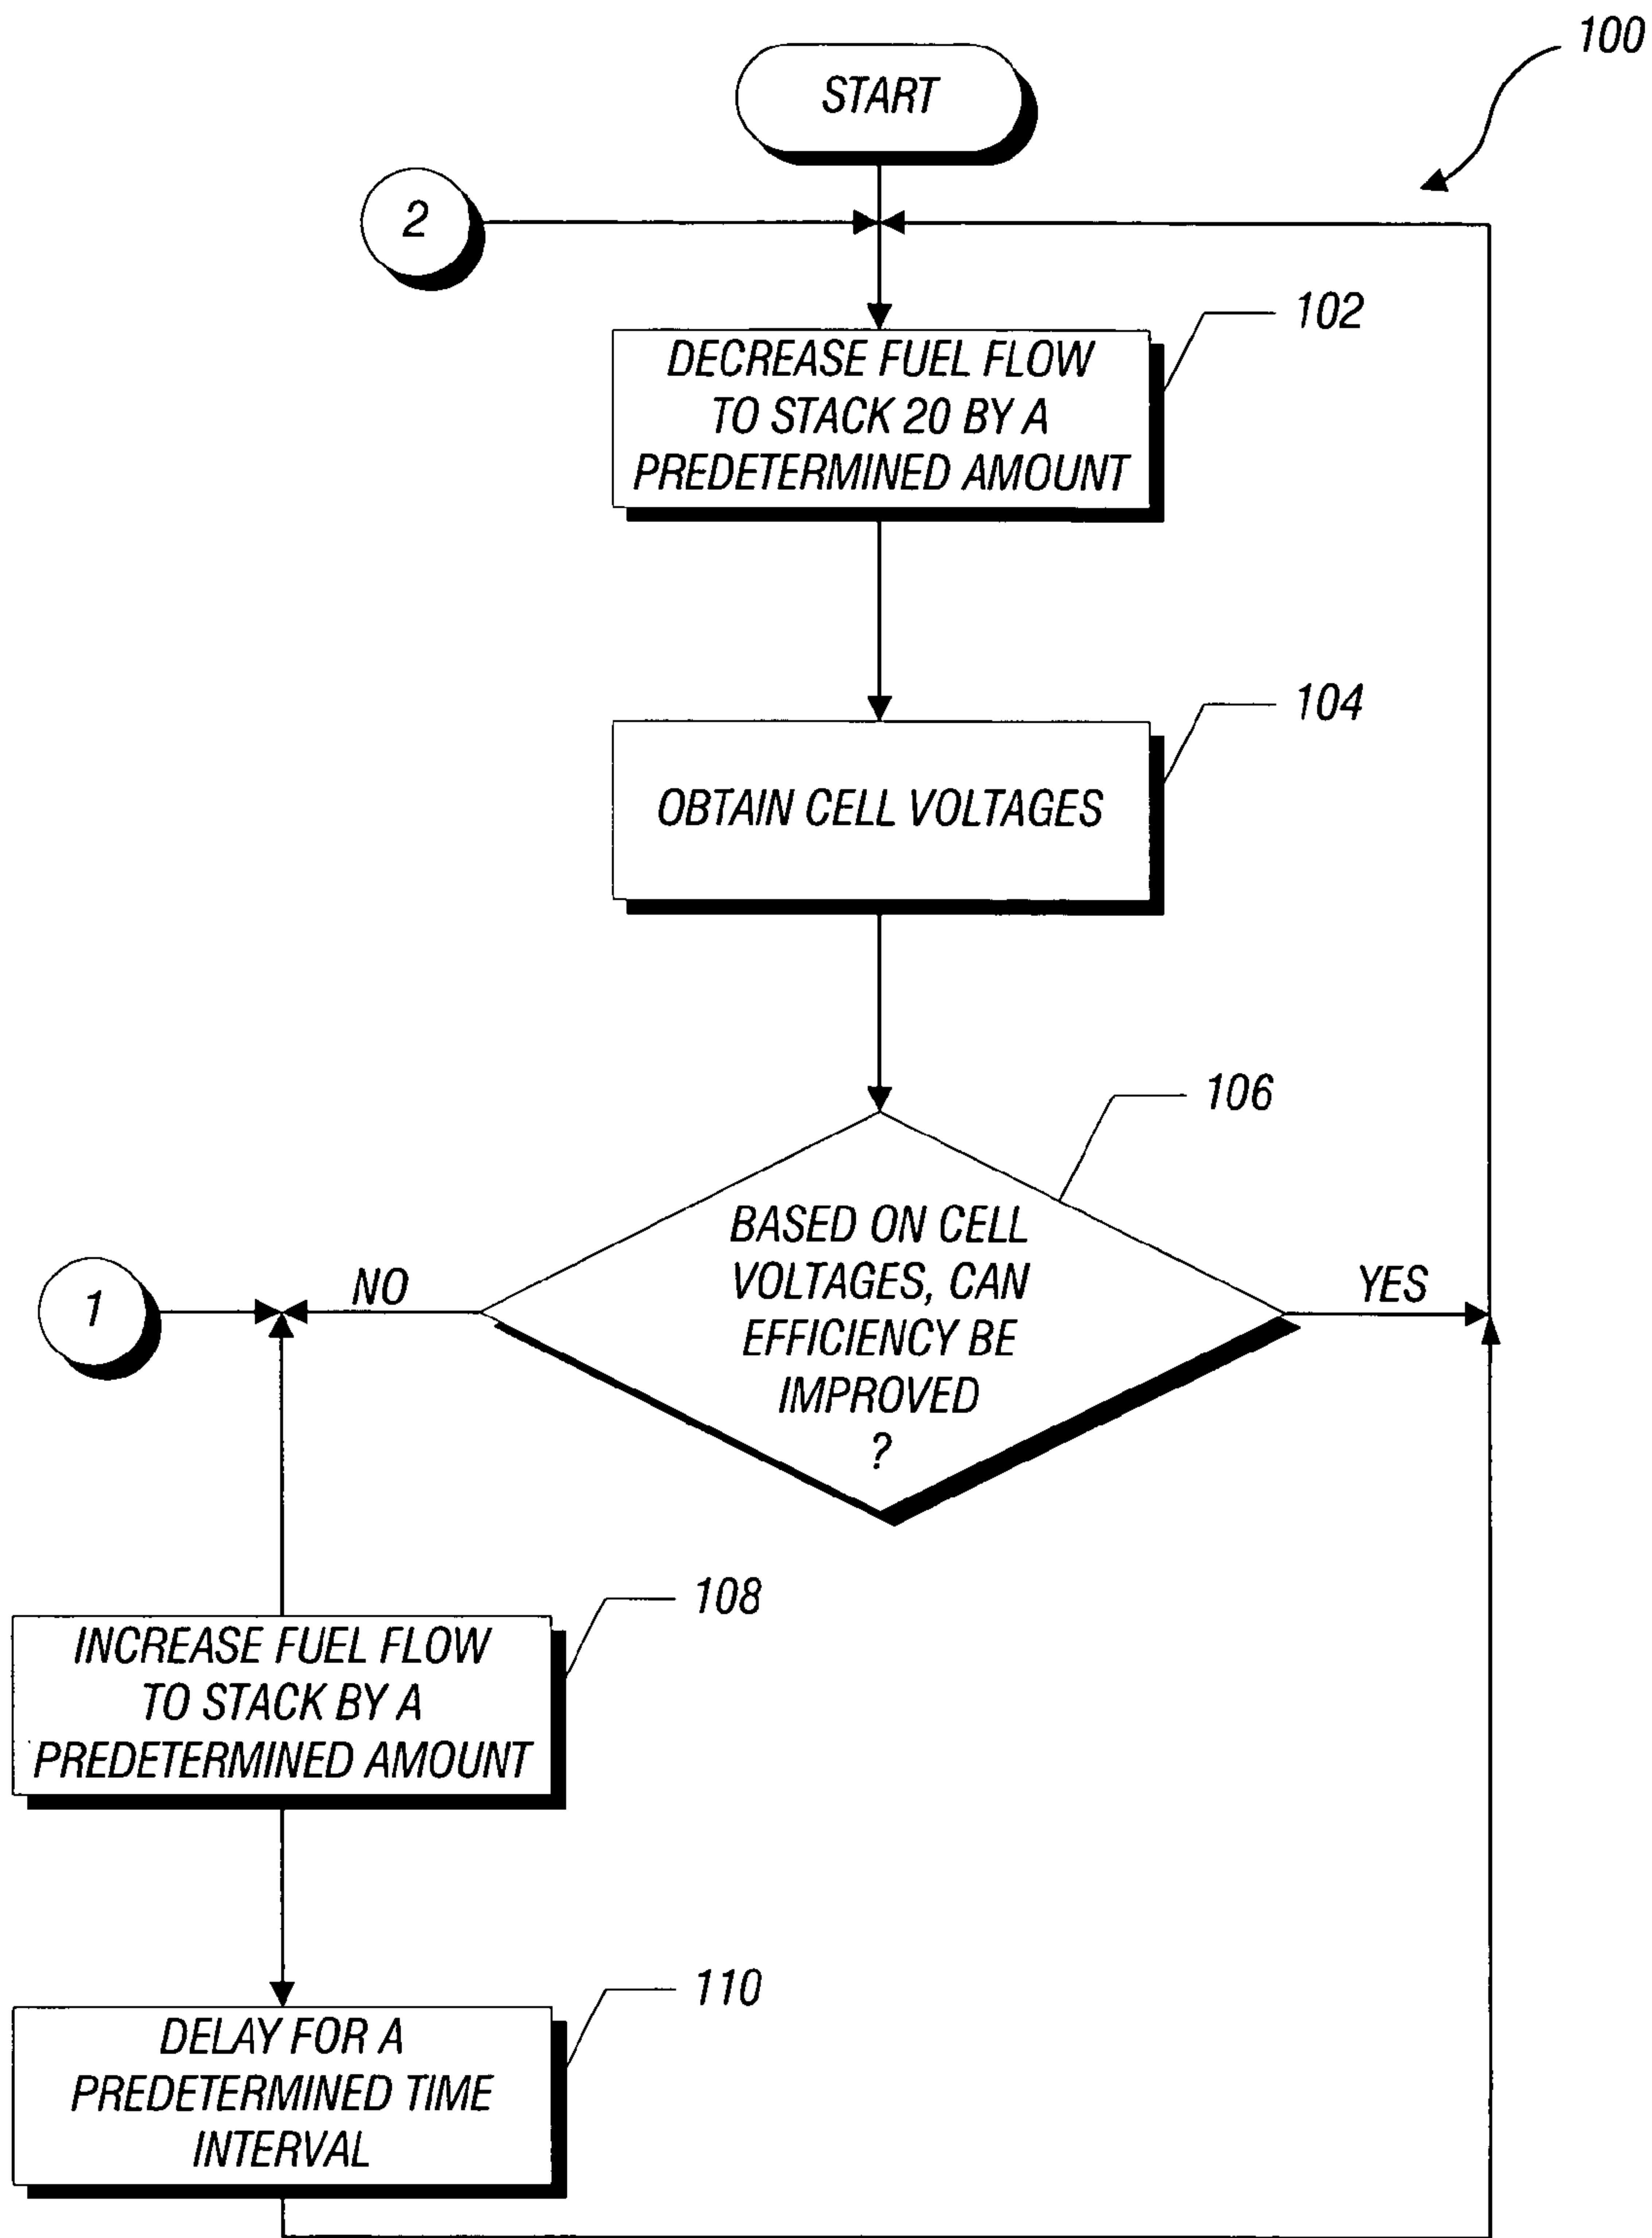 100
START
2
102
DECREASE FUEL FLOW
TO STACK 20 BY A
PREDETERMINED AMOUNT
104
OBTAIN CELL VOLTAGES
106
BASED ON CELL
VOLTAGES, CAN
EFFICIENCY BE
IMPROVED
?
1
NO
YES
108
INCREASE FUEL FLOW
TO STACK BY A
PREDETERMINED AMOUNT
110
DELAY FOR A
PREDETERMINED TIME
INTERVAL